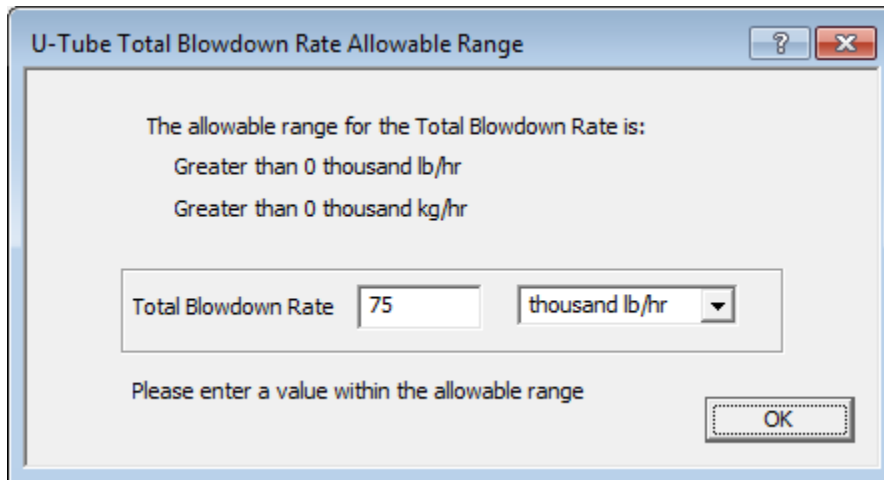 U-Tube Total Blowdown Rate Allowable Range
?
The allowable range for the Total Blowdown Rate is:
Greater than 0 thousand lb/hr
Greater than 0 thousand kg/hr
Total Blowdown Rate 75 thousand lb/hr
Please enter a value within the allowable range
OK